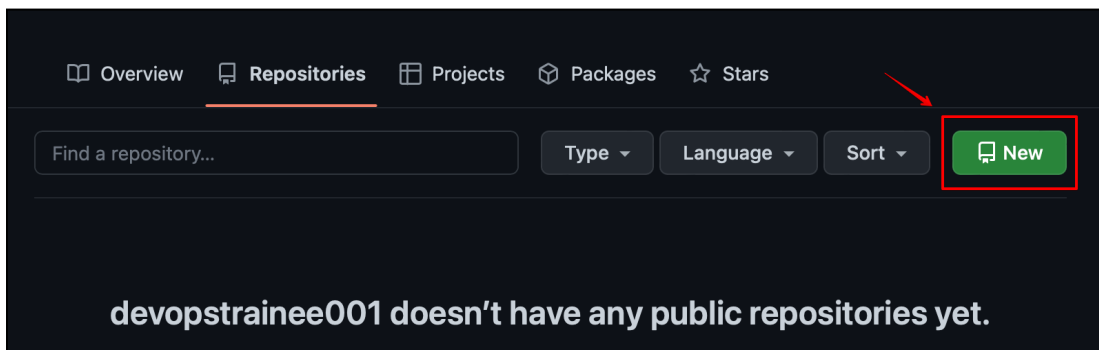 Overview Repositories Projects Packages Stars
Find a repository... Type Language Sort New
devopstrainee001 doesn't have any public repositories yet.